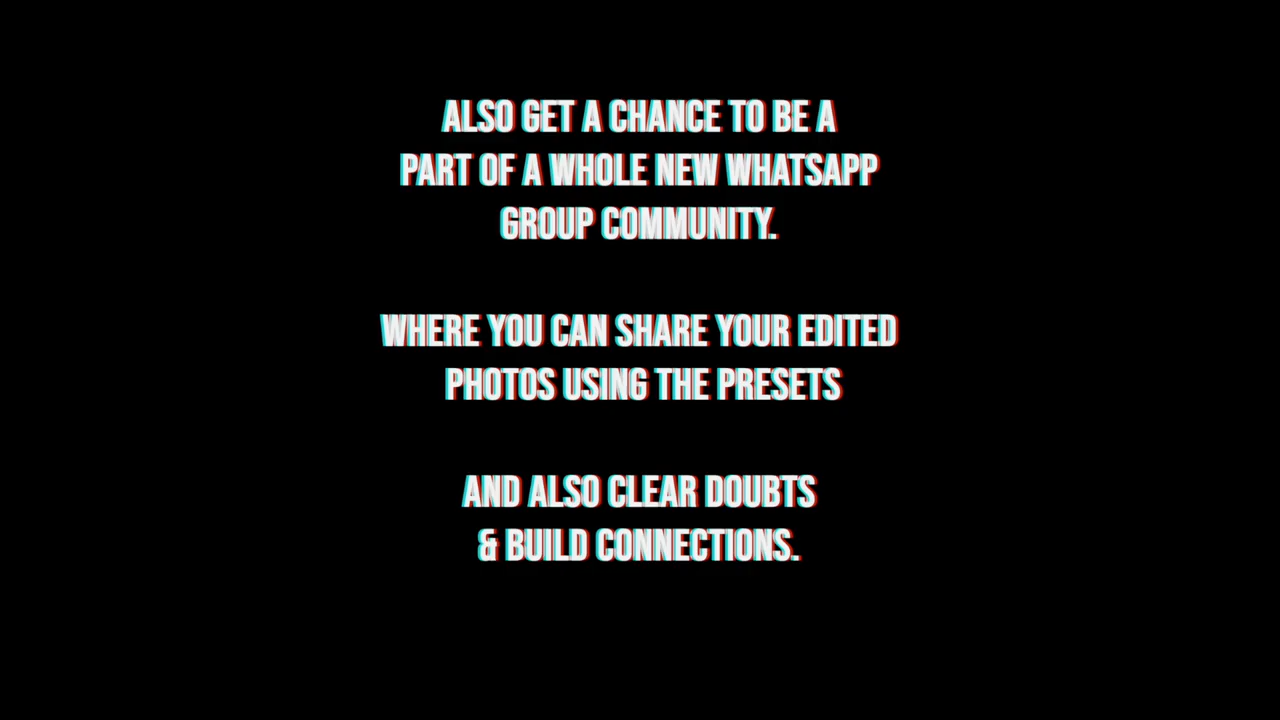 ALSO GET A CHANCE TO BE A
PART OF A WHOLE NEW WHATSAPP
GROUP COMMUNITY.
WHERE YOU CAN SHARE YOUR EDITED
PHOTOS USING THE PRESETS
AND ALSO CLEAR DOUBTS
& BUILD CONNECTIONS.